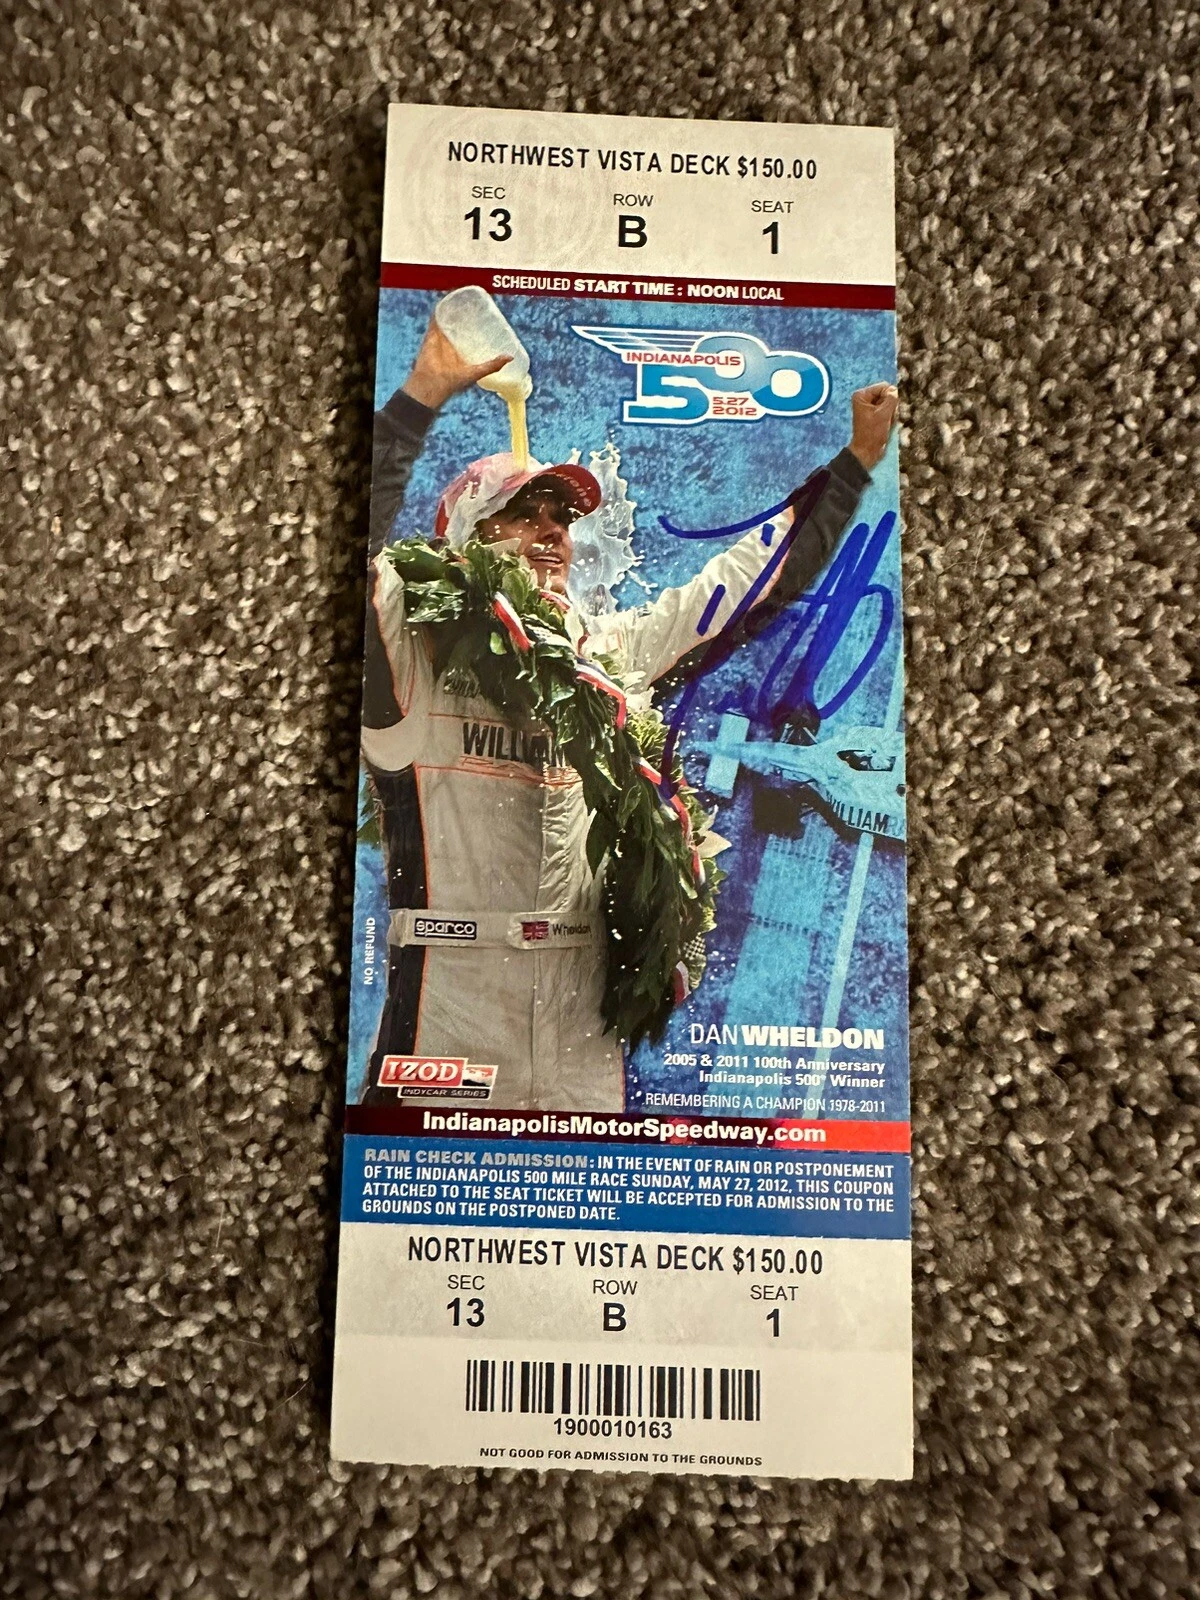 NORTHWEST VISTA DECK $150.00
SEC ROW SEAT
13 B 1
SCHEDULED START TIME : NOON LOCAL
INDIANAPOLIS
500
5.27
2012
WILLIAM
sparco
Wheldon
NO REFUND
DAN WHELDON
2005 & 2011 100th Anniversary
Indianapolis 500® Winner
REMEMBERING A CHAMPION 1978-2011
IZOD
INDYCAR SERIES
IndianapolisMotorSpeedway.com
RAIN CHECK ADMISSION: IN THE EVENT OF RAIN OR POSTPONEMENT
OF THE INDIANAPOLIS 500 MILE RACE SUNDAY, MAY 27, 2012, THIS COUPON
ATTACHED TO THE SEAT TICKET WILL BE ACCEPTED FOR ADMISSION TO THE
GROUNDS ON THE POSTPONED DATE.
NORTHWEST VISTA DECK $150.00
SEC ROW SEAT
13 B 1
1900010163
NOT GOOD FOR ADMISSION TO THE GROUNDS